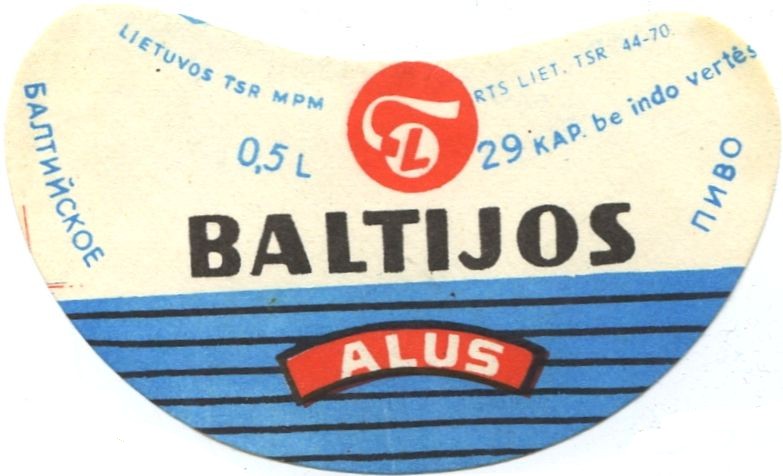 LIETUVOS TSR MPM
RTS LIET. TSR 44-70.
0,5 L
29 KAP. be indo vertės
БАЛТИЙСКОЕ
ПИВО
L
BALTIJOS
ALUS